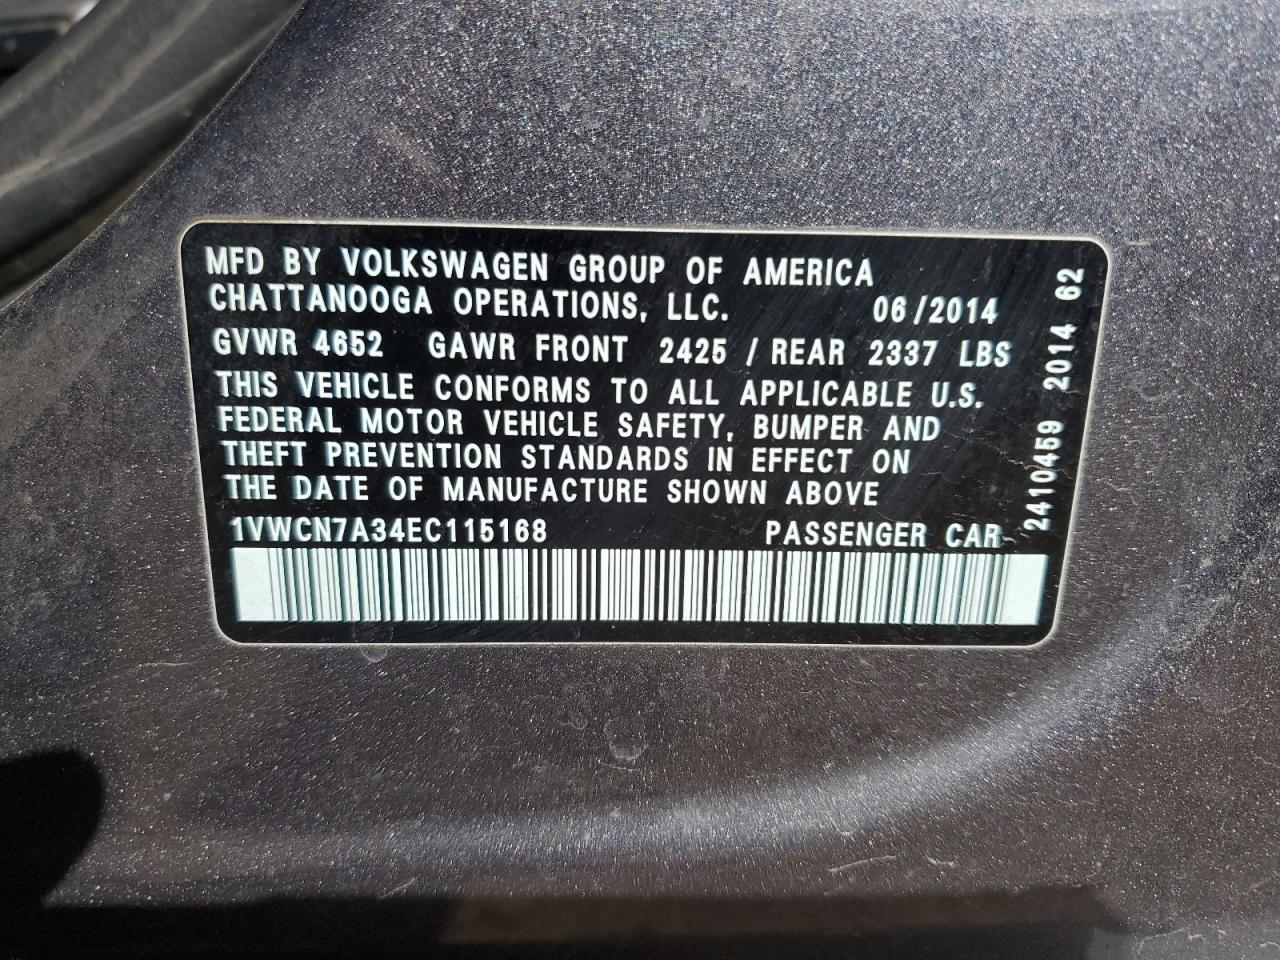 MFD BY VOLKSWAGEN GROUP OF AMERICA
CHATTANOOGA OPERATIONS, LLC. 06/2014
GVWR 4652 GAWR FRONT 2425 / REAR 2337 LBS
THIS VEHICLE CONFORMS TO ALL APPLICABLE U.S.
FEDERAL MOTOR VEHICLE SAFETY, BUMPER AND
THEFT PREVENTION STANDARDS IN EFFECT ON
THE DATE OF MANUFACTURE SHOWN ABOVE
1VWCN7A34EC115168 PASSENGER CAR
2410459 2014 62